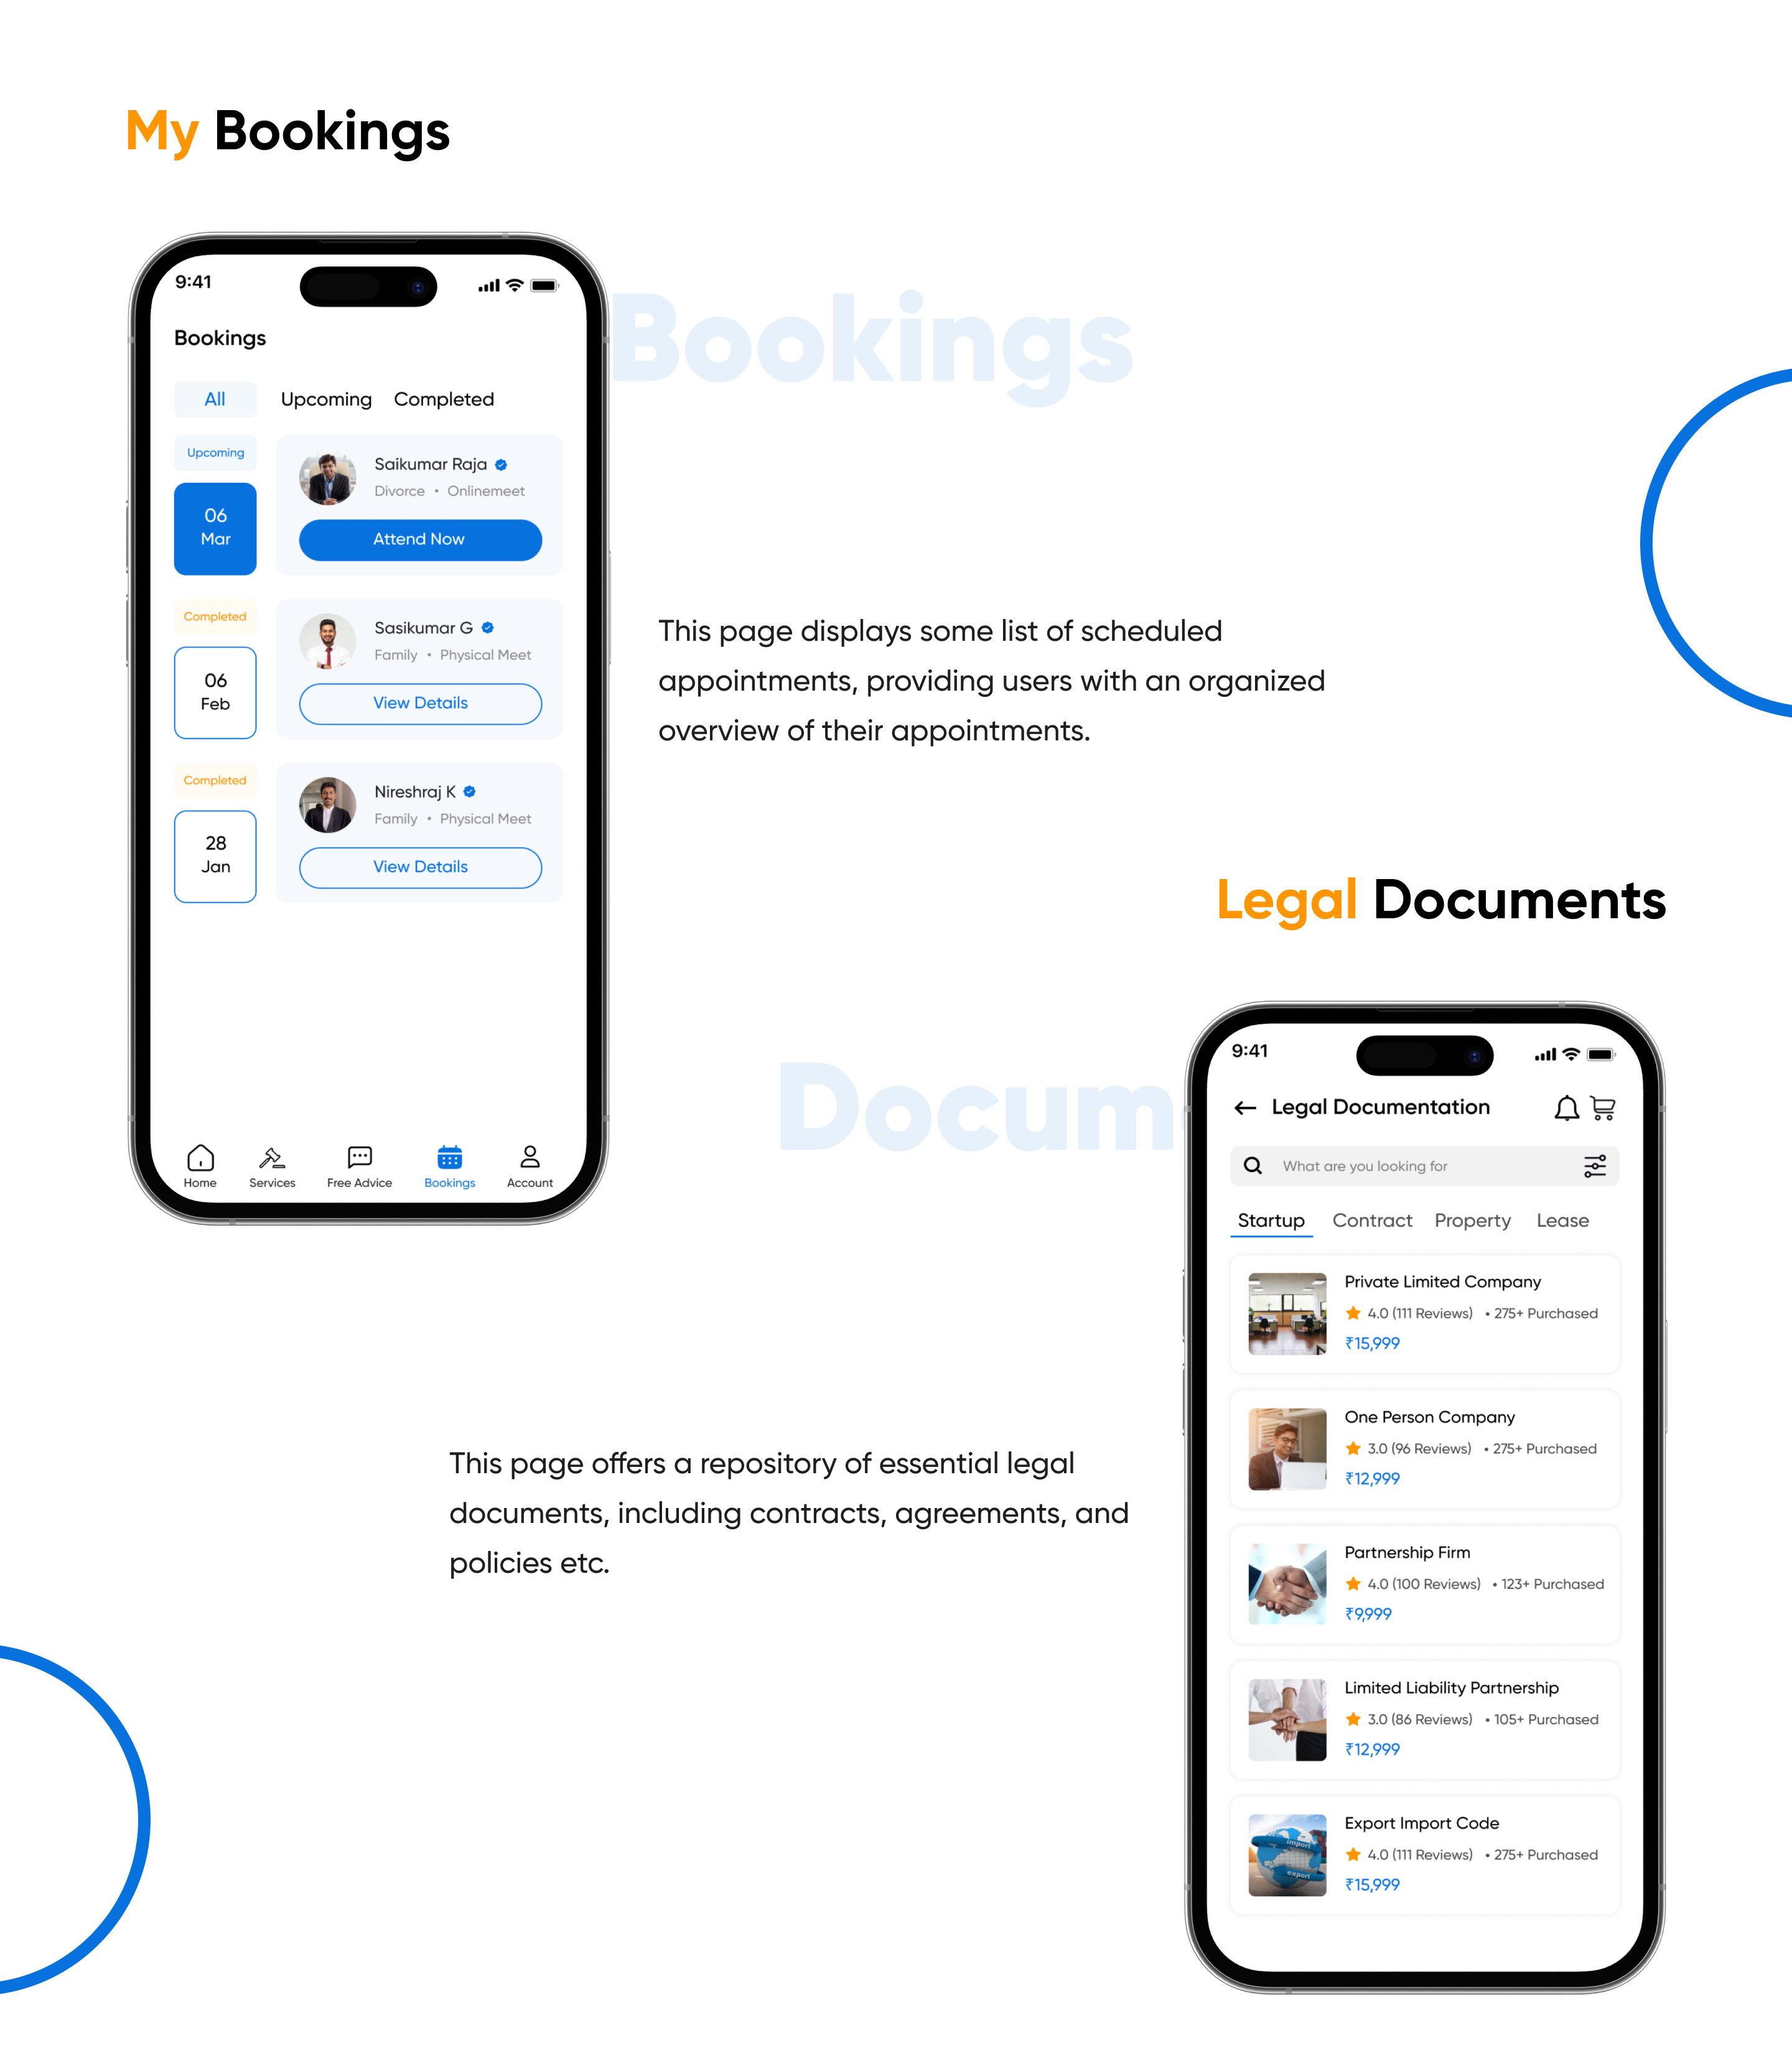 My Bookings
9:41
Bookings
Bookings
All Upcoming Completed
Upcoming
06
Mar
Saikumar Raja
Divorce • Onlinemeet
Attend Now
Completed
06
Feb
Sasikumar G
Family • Physical Meet
View Details
Completed
28
Jan
Nireshraj K
Family • Physical Meet
View Details
Home Services Free Advice Bookings Account
This page displays some list of scheduled
appointments, providing users with an organized
overview of their appointments.
Legal Documents
Docum
9:41
Legal Documentation
What are you looking for
Startup Contract Property Lease
Private Limited Company
4.0 (111 Reviews) • 275+ Purchased
₹15,999
One Person Company
3.0 (96 Reviews) • 275+ Purchased
₹12,999
Partnership Firm
4.0 (100 Reviews) • 123+ Purchased
₹9,999
Limited Liability Partnership
3.0 (86 Reviews) • 105+ Purchased
₹12,999
import
export
Export Import Code
4.0 (111 Reviews) • 275+ Purchased
₹15,999
This page offers a repository of essential legal
documents, including contracts, agreements, and
policies etc.